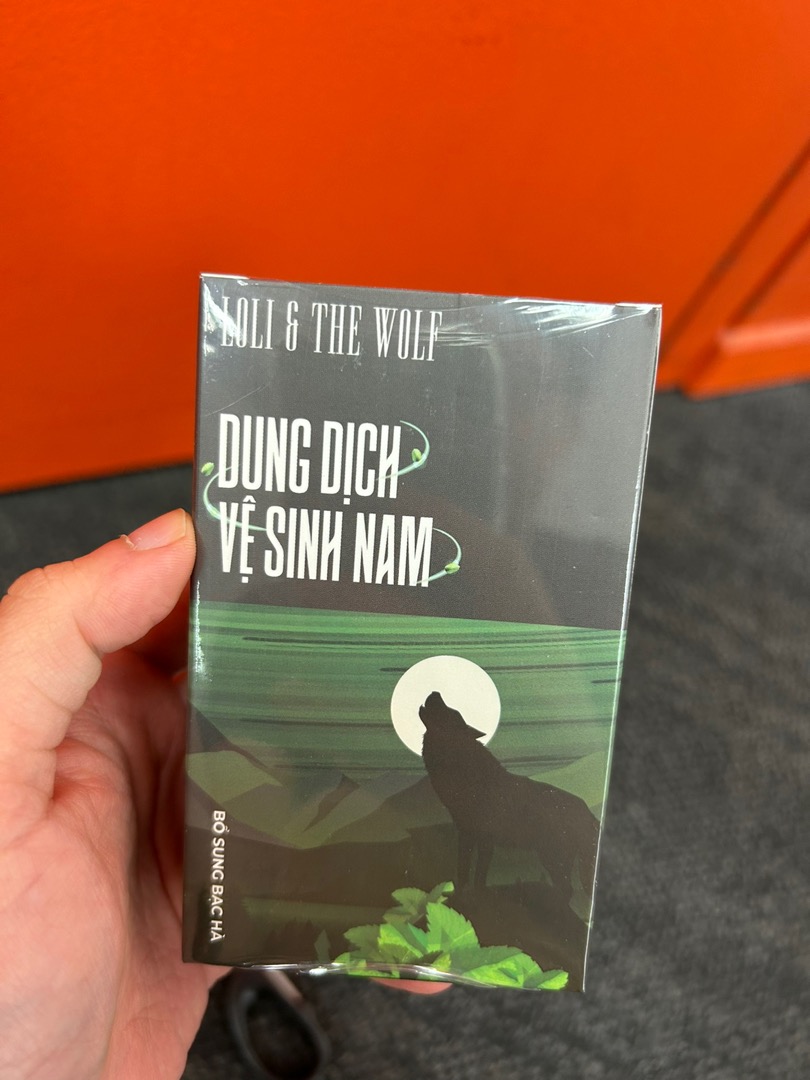 LOLI & THE WOLF
DUNG DỊCH
VỆ SINH NAM
BỔ SUNG BẠC HÀ